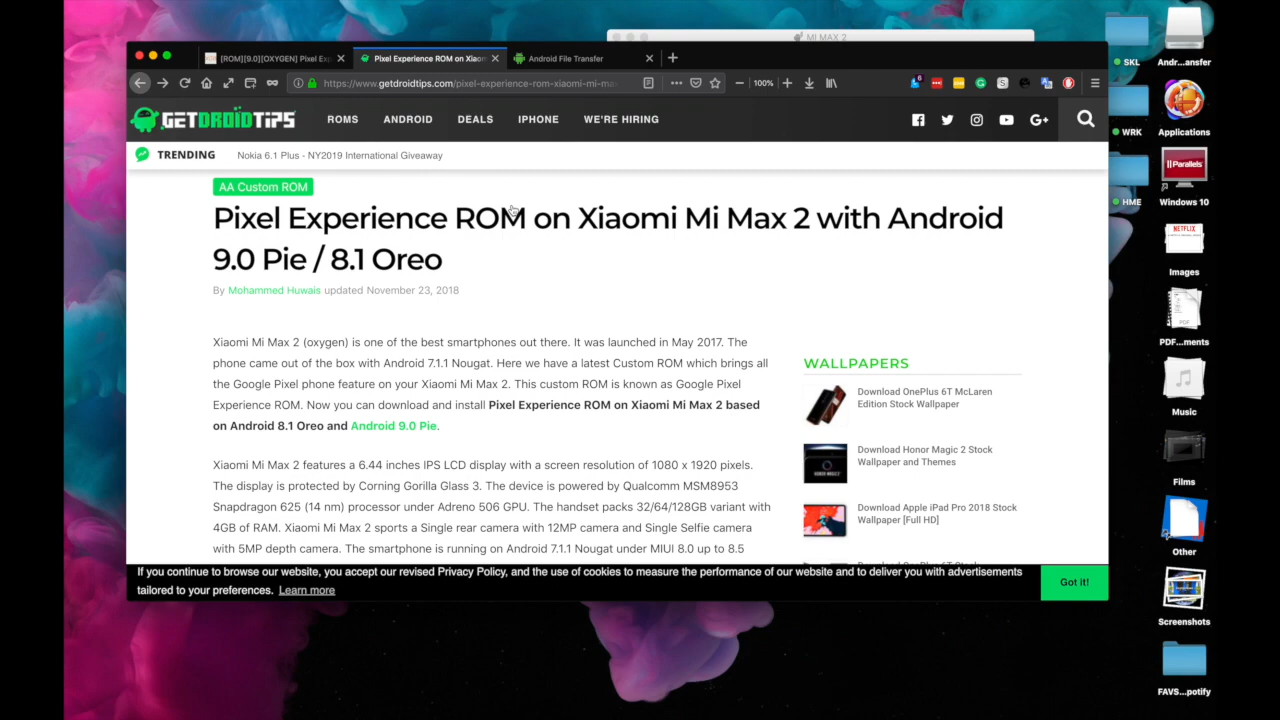 MI MAX 2
[ROM][9.0][OXYGEN] Pixel Ex
Pixel Experience ROM on Xiaom
Android File Transfer
https://www.getdroidtips.com/pixel-experience-rom-xiaomi-mi-ma
100%
6
GETDROIDTIPS
ROMS
ANDROID
DEALS
IPHONE
WE'RE HIRING
G+
TRENDING
Nokia 6.1 Plus - NY2019 International Giveaway
AA Custom ROM
Pixel Experience ROM on Xiaomi Mi Max 2 with Android
9.0 Pie / 8.1 Oreo
By Mohammed Huwais updated November 23, 2018
Xiaomi Mi Max 2 (oxygen) is one of the best smartphones out there. It was launched in May 2017. The
phone came out of the box with Android 7.1.1 Nougat. Here we have a latest Custom ROM which brings all
the Google Pixel phone feature on your Xiaomi Mi Max 2. This custom ROM is known as Google Pixel
Experience ROM. Now you can download and install Pixel Experience ROM on Xiaomi Mi Max 2 based
on Android 8.1 Oreo and Android 9.0 Pie.
Xiaomi Mi Max 2 features a 6.44 inches IPS LCD display with a screen resolution of 1080 x 1920 pixels.
The display is protected by Corning Gorilla Glass 3. The device is powered by Qualcomm MSM8953
Snapdragon 625 (14 nm) processor under Adreno 506 GPU. The handset packs 32/64/128GB variant with
4GB of RAM. Xiaomi Mi Max 2 sports a Single rear camera with 12MP camera and Single Selfie camera
with 5MP depth camera. The smartphone is running on Android 7.1.1 Nougat under MIUI 8.0 up to 8.5
WALLPAPERS
Download OnePlus 6T McLaren
Edition Stock Wallpaper
Download Honor Magic 2 Stock
Wallpaper and Themes
Download Apple iPad Pro 2018 Stock
Wallpaper [Full HD]
If you continue to browse our website, you accept our revised Privacy Policy, and the use of cookies to measure the performance of our website and to deliver you with advertisements
tailored to your preferences. Learn more
Got it!
SKL
WRK
HME
Andr...ansfer
Applications
Parallels
Windows 10
NETFLIX
Images
PDF
PDF...ments
Music
Films
Other
Screenshots
FAVS...potify